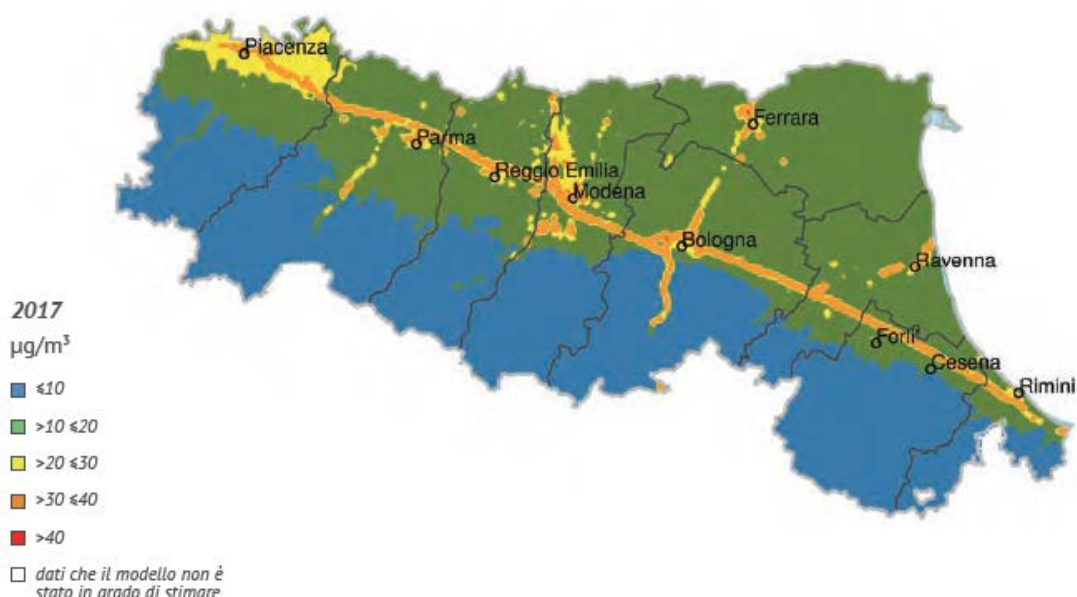 Piacenza
Ferrara
Parma
Reggio Emilia
Modena
Bologna
Ravenna
Forlì
Cesena
Rimini
2017
µg/m³
≤10
>10 ≤20
>20 ≤30
>30 ≤40
>40
dati che il modello non è
stato in grado di stimare